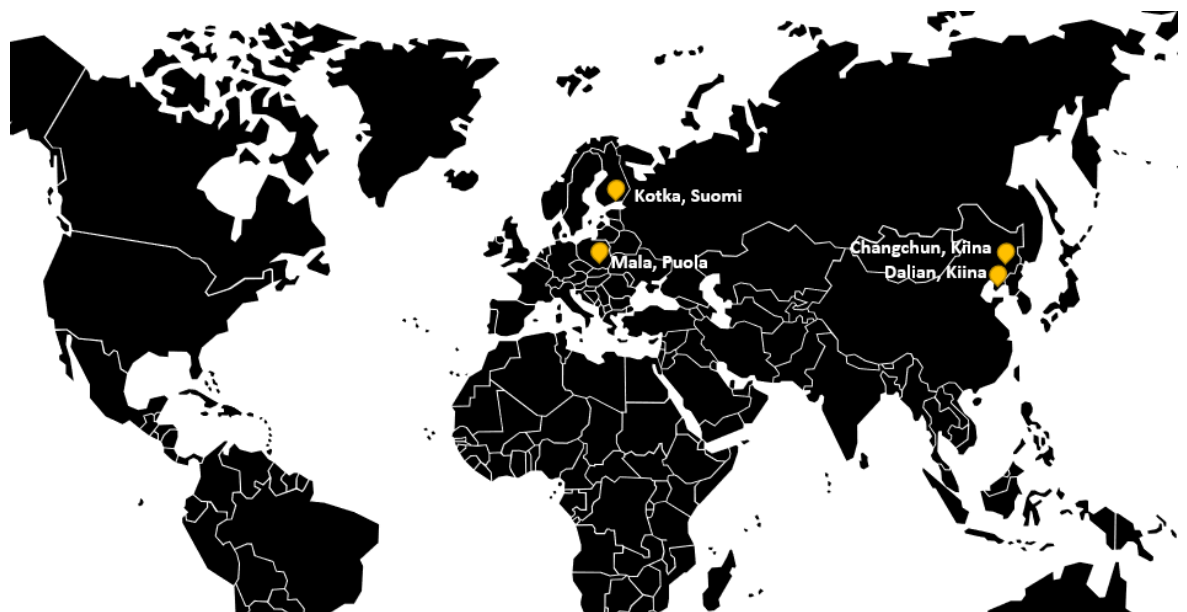 Kotka, Suomi
Changchun, Kiina
Mala, Puola
Dalian, Kiina